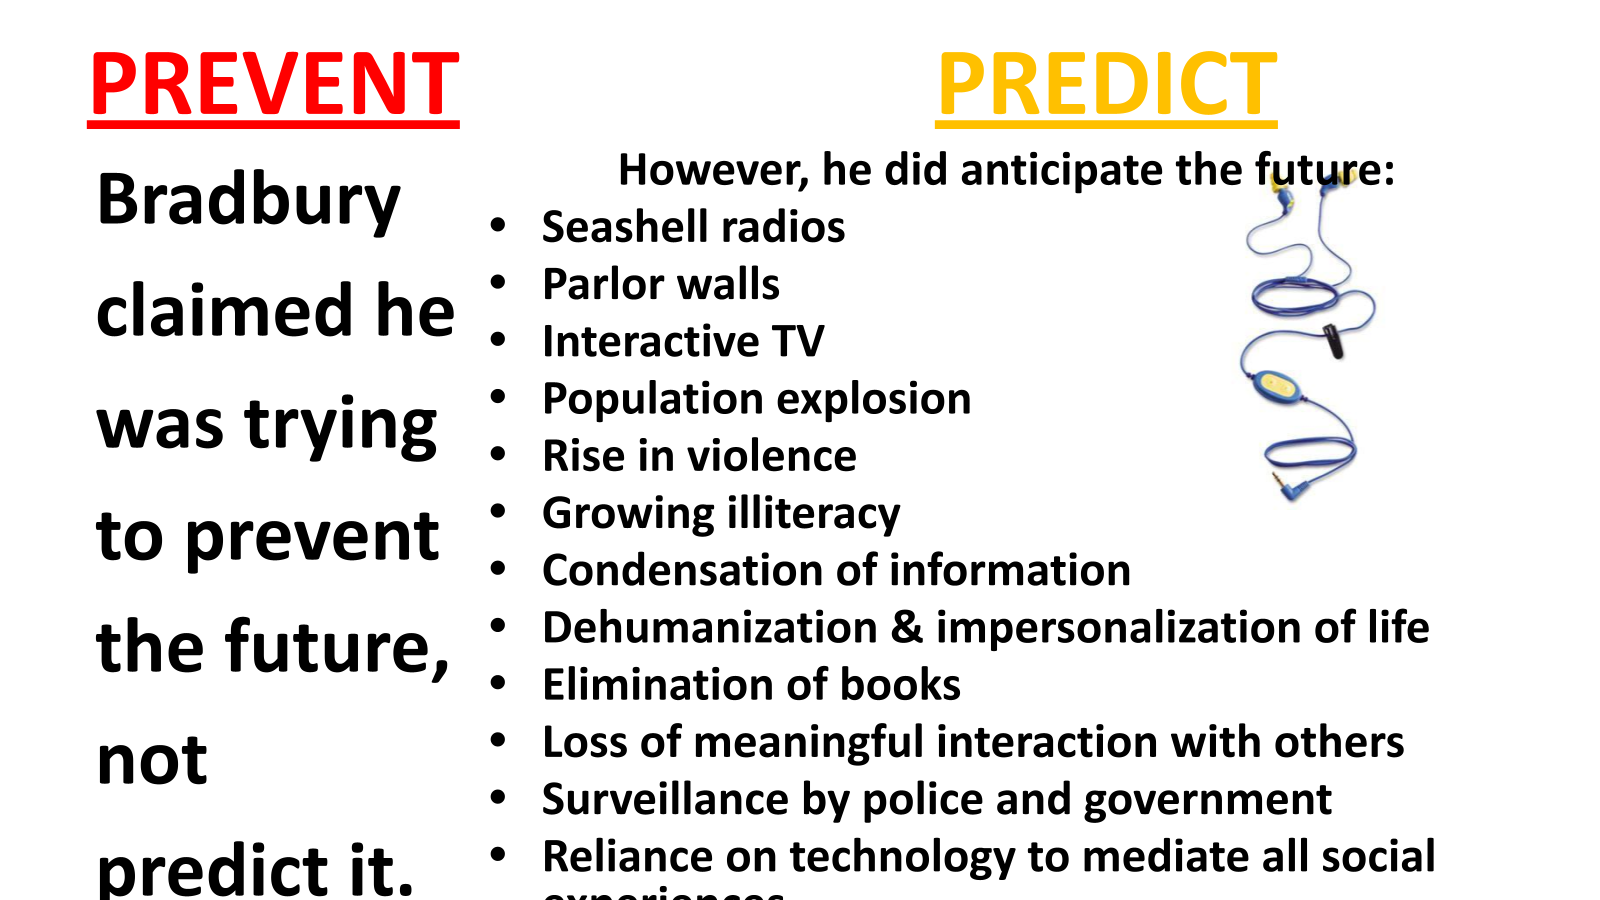 PREVENT
Bradbury
claimed he
was trying
to prevent
the future,
not
predict it.
PREDICT
However, he did anticipate the future:
• Seashell radios
• Parlor walls
• Interactive TV
• Population explosion
• Rise in violence
• Growing illiteracy
• Condensation of information
• Dehumanization & impersonalization of life
• Elimination of books
• Loss of meaningful interaction with others
• Surveillance by police and government
• Reliance on technology to mediate all social
experiences